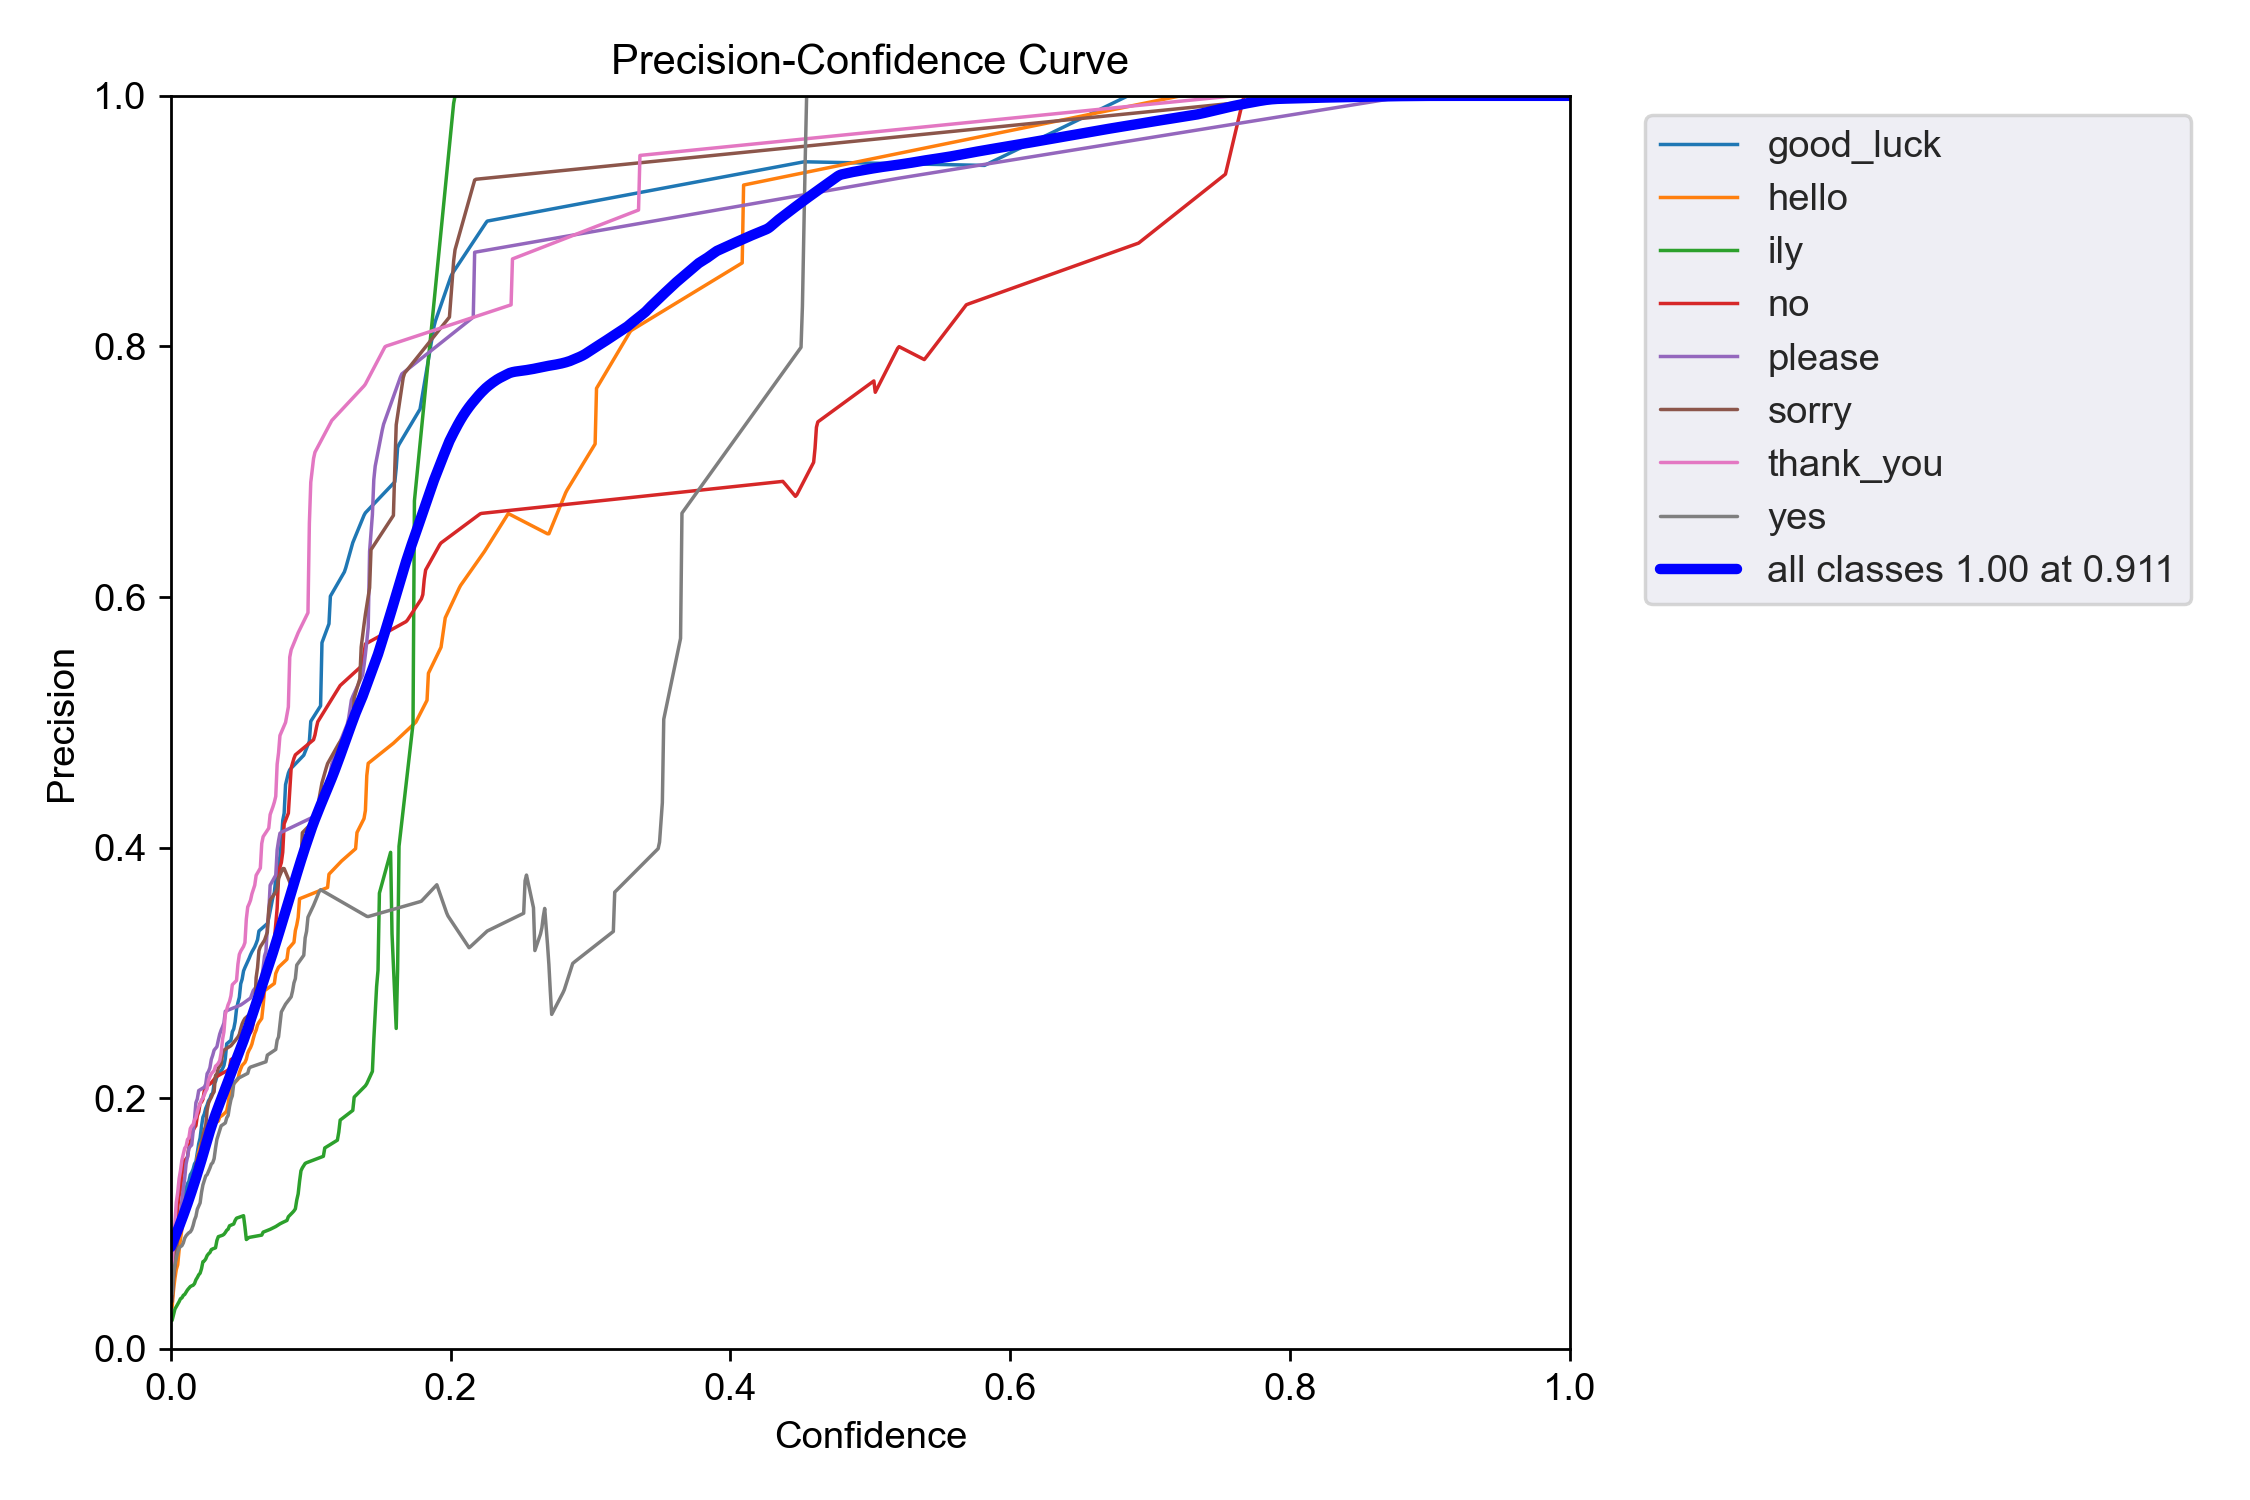 Precision-Confidence Curve
1.0
0.8
0.6
0.4
0.2
0.0
Precision
0.0 0.2 0.4 0.6 0.8 1.0
Confidence
good_luck
hello
ily
no
please
sorry
thank_you
yes
all classes 1.00 at 0.911